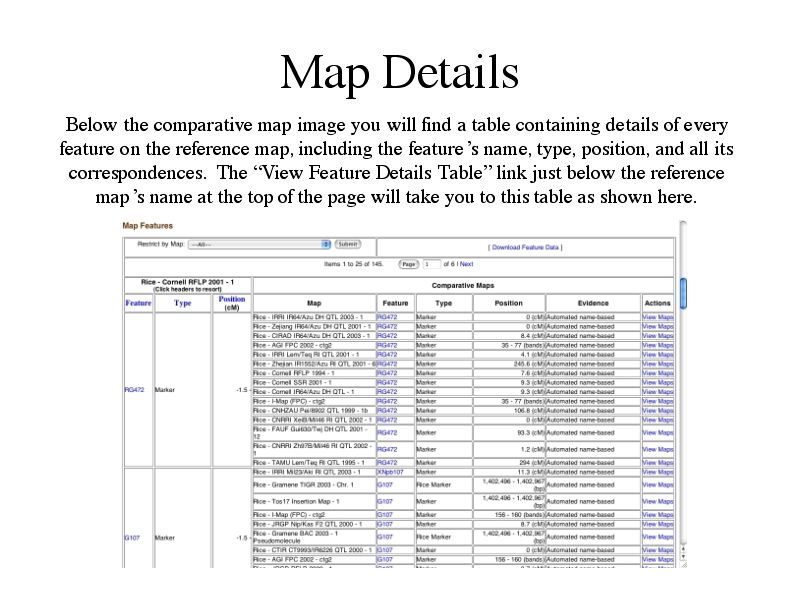 Map Details
Below the comparative map image you will find a table containing details of every
feature on the reference map, including the feature’s name, type, position, and all its
correspondences. The “View Feature Details Table” link just below the reference
map’s name at the top of the page will take you to this table as shown here.
Map Features
Restrict by Map: ---All--- Submit [ Download Feature Data ]
Items 1 to 25 of 145. Page 1 of 6 | Next
Rice - Cornell RFLP 2001 - 1 Comparative Maps
(Click headers to resort)
Feature Type Position (cM) Map Feature Type Position Evidence Actions
RG472 Marker -1.5 -
Rice - IRRI IR64/Azu DH QTL 2003 - 1 RG472 Marker 0 (cM) Automated name-based View Maps
Rice - Zejiang IR64/Azu DH QTL 2001 - 1 RG472 Marker 0 (cM) Automated name-based View Maps
Rice - CIRAD IR64/Azu DH QTL 2003 - 1 RG472 Marker 8.4 (cM) Automated name-based View Maps
Rice - AGI FPC 2002 - ctg2 RG472 Marker 35 - 77 (bands) Automated name-based View Maps
Rice - IRRI Lem/Teq RI QTL 2001 - 1 RG472 Marker 4.1 (cM) Automated name-based View Maps
Rice - Zhejian IR1552/Azu RI QTL 2001 - 6 RG472 Marker 245.6 (cM) Automated name-based View Maps
Rice - Cornell RFLP 1994 - 1 RG472 Marker 7.6 (cM) Automated name-based View Maps
Rice - Cornell SSR 2001 - 1 RG472 Marker 9.3 (cM) Automated name-based View Maps
Rice - Cornell IR64/Azu DH QTL - 1 RG472 Marker 9.3 (cM) Automated name-based View Maps
Rice - I-Map (FPC) - ctg2 RG472 Marker 35 - 77 (bands) Automated name-based View Maps
Rice - CNHZAU Pei/8902 QTL 1999 - 1b RG472 Marker 106.8 (cM) Automated name-based View Maps
Rice - CNRRI XeiB/Mil46 RI QTL 2002 - 1 RG472 Marker 0 (cM) Automated name-based View Maps
Rice - FAUF Gui630/Twj DH QTL 2001 -
12 RG472 Marker 93.3 (cM) Automated name-based View Maps
Rice - CNRRI Zh97B/Mil46 RI QTL 2002 -
1 RG472 Marker 1.2 (cM) Automated name-based View Maps
Rice - TAMU Lem/Teq RI QTL 1995 - 1 RG472 Marker 294 (cM) Automated name-based View Maps
G107 Marker -1.5 -
Rice - IRRI Mil23/Aki RI QTL 2003 - 1 XNpb107 Marker 11.3 (cM) Automated name-based View Maps
Rice - Gramene TIGR 2003 - Chr. 1 G107 Rice Marker 1,402,496 - 1,402,967 (bp) Automated name-based View Maps
Rice - Tos17 Insertion Map - 1 G107 Marker 1,402,496 - 1,402,967 (bp) Automated name-based View Maps
Rice - I-Map (FPC) - ctg2 G107 Marker 156 - 160 (bands) Automated name-based View Maps
Rice - JRGP Nip/Kas F2 QTL 2000 - 1 G107 Marker 8.7 (cM) Automated name-based View Maps
Rice - Gramene BAC 2003 - 1
Pseudomolecule G107 Rice Marker 1,402,496 - 1,402,967 (bp) Automated name-based View Maps
Rice - CTIR CT9993/IR6226 QTL 2000 - 1 G107 Marker 0 (cM) Automated name-based View Maps
Rice - AGI FPC 2002 - ctg2 G107 Marker 156 - 160 (bands) Automated name-based View Maps